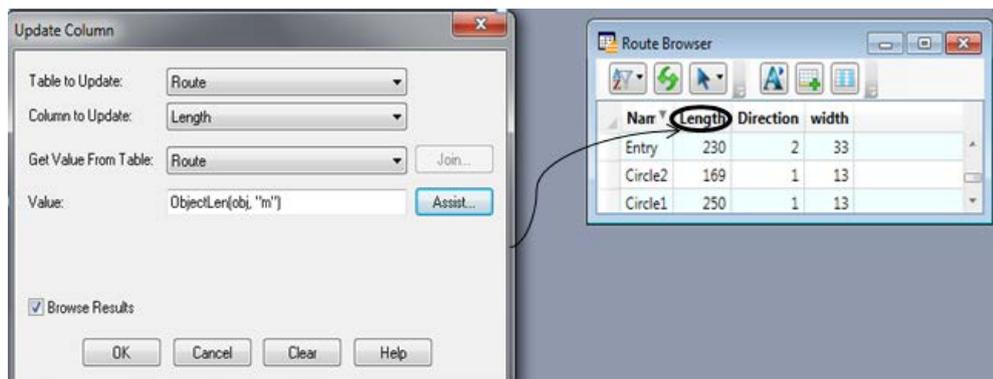 Update Column
Table to Update: Route
Column to Update: Length
Get Value From Table: Route Join...
Value: ObjectLen(obj, "m") Assist...
Browse Results
OK Cancel Clear Help
Route Browser
Nam Length Direction width
Entry 230 2 33
Circle2 169 1 13
Circle1 250 1 13